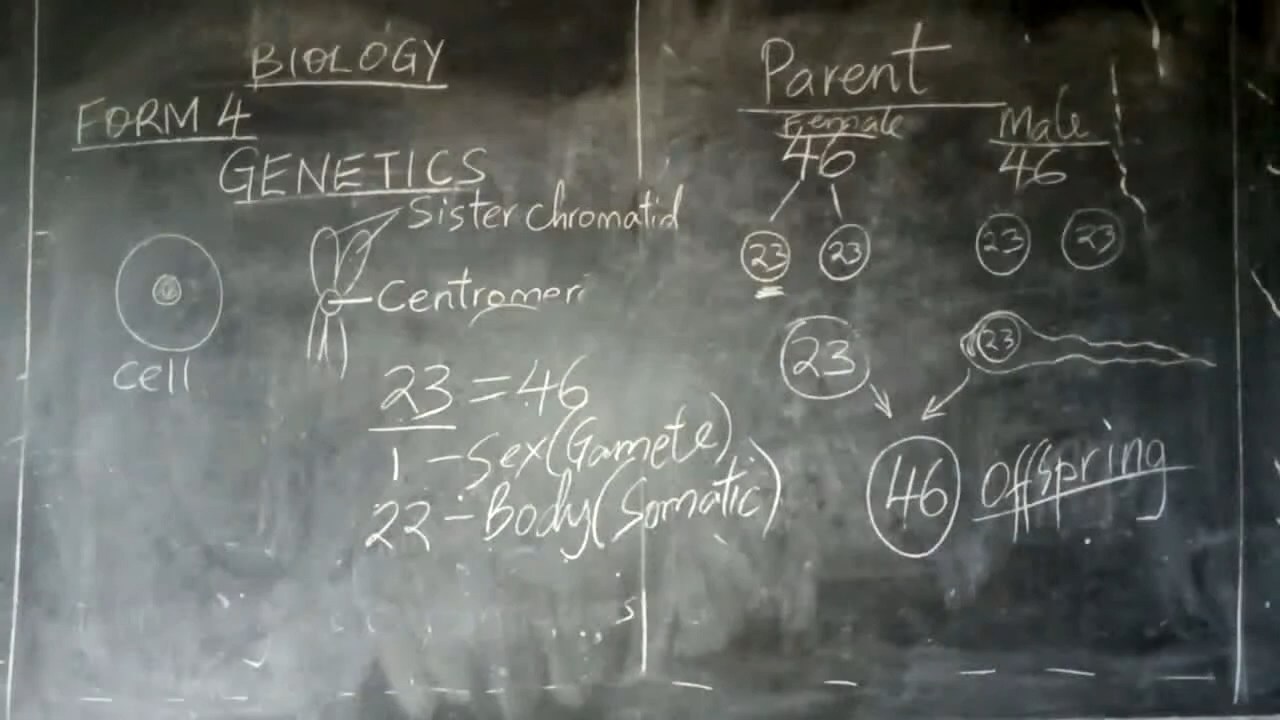 BIOLOGY
FORM 4
GENETICS
Sister chromatid
Centromer
cell
23 = 46
1 - Sex (Gamete)
22 - Body (Somatic)
s
Parent
Female Male
46 46
23 23 23 23
23 23
46 Offspring